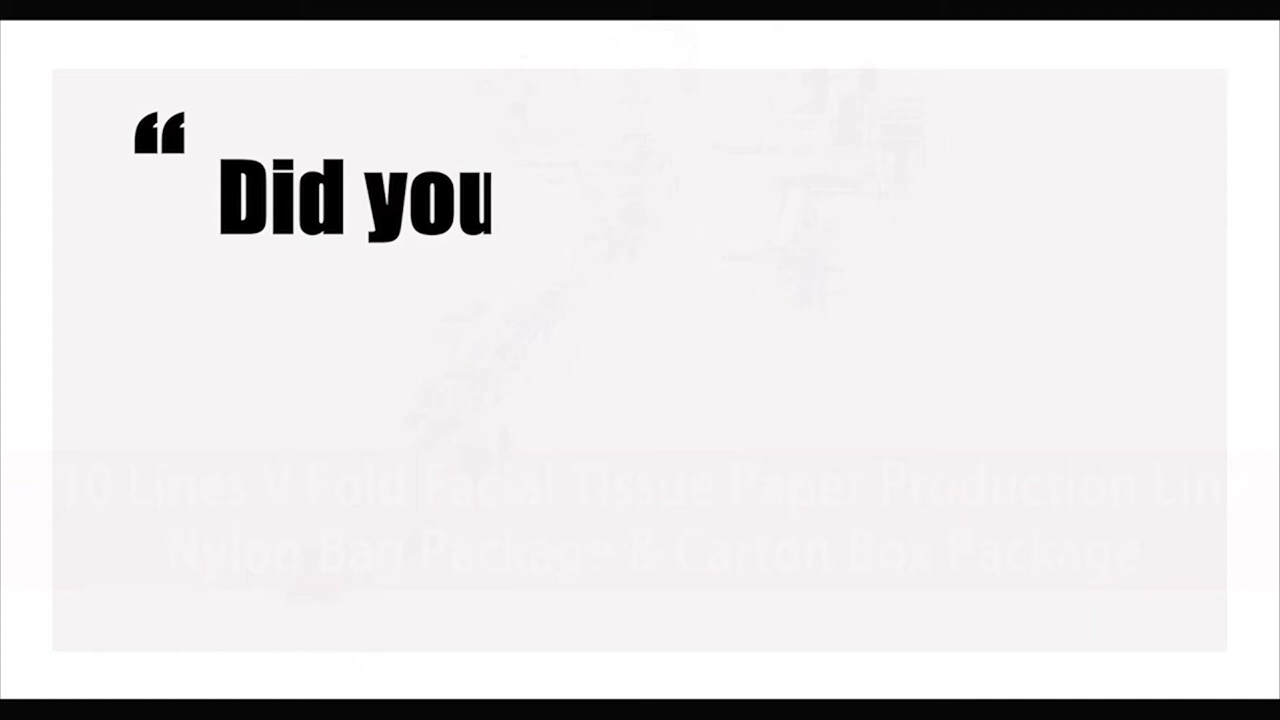 “ Did you
10 Lines V Fold Facial Tissue Paper Production Lin
Nylon Bag Package & Carton Box Package